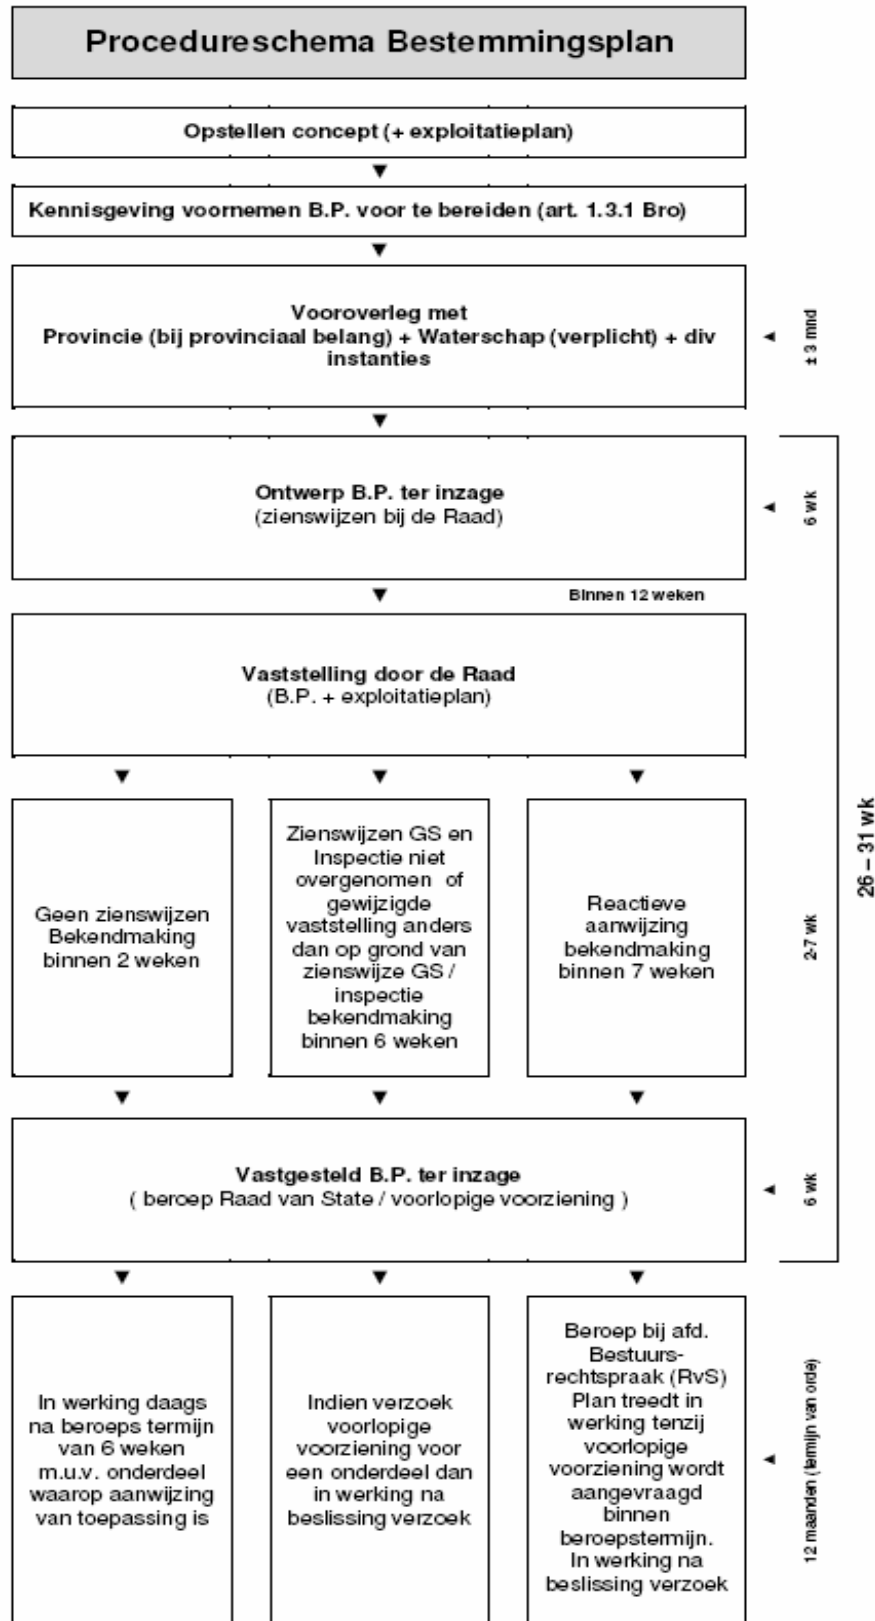 Procedureschema Bestemmingsplan
Opstellen concept (+ exploitatieplan)
Kennisgeving voornemen B.P. voor te bereiden (art. 1.3.1 Bro)
Vooroverleg met
Provincie (bij provinciaal belang) + Waterschap (verplicht) + div
instanties
± 3 mnd
Ontwerp B.P. ter inzage
(zienswijzen bij de Raad)
6 wk
Binnen 12 weken
Vaststelling door de Raad
(B.P. + exploitatieplan)
Geen zienswijzen
Bekendmaking
binnen 2 weken
Zienswijzen GS en
Inspectie niet
overgenomen of
gewijzigde
vaststelling anders
dan op grond van
zienswijze GS /
inspectie
bekendmaking
binnen 6 weken
Reactieve
aanwijzing
bekendmaking
binnen 7 weken
2-7 wk
26 – 31 wk
Vastgesteld B.P. ter inzage
( beroep Raad van State / voorlopige voorziening )
6 wk
In werking daags
na beroeps termijn
van 6 weken
m.u.v. onderdeel
waarop aanwijzing
van toepassing is
Indien verzoek
voorlopige
voorziening voor
een onderdeel dan
in werking na
beslissing verzoek
Beroep bij afd.
Bestuurs-
rechtspraak (RvS)
Plan treedt in
werking tenzij
voorlopige
voorziening wordt
aangevraagd
binnen
beroepstermijn.
In werking na
beslissing verzoek
12 maanden (termijn van orde)